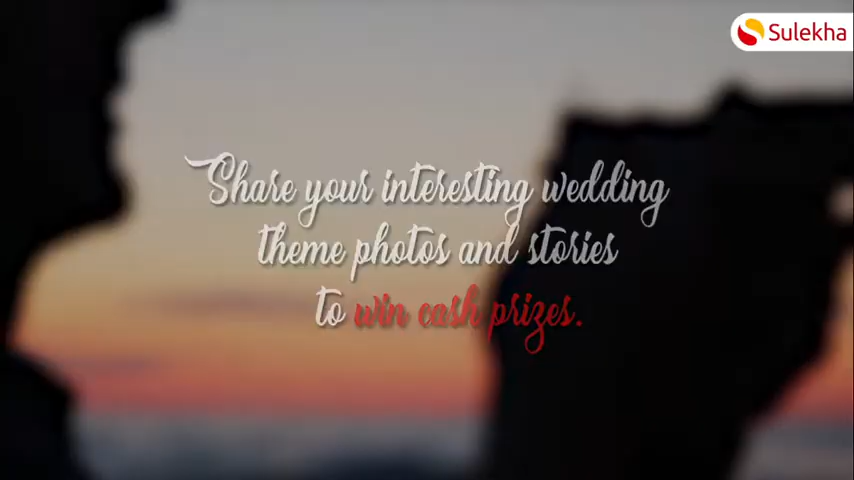 Sulekha
Share your interesting wedding
theme photos and stories
to win cash prizes.